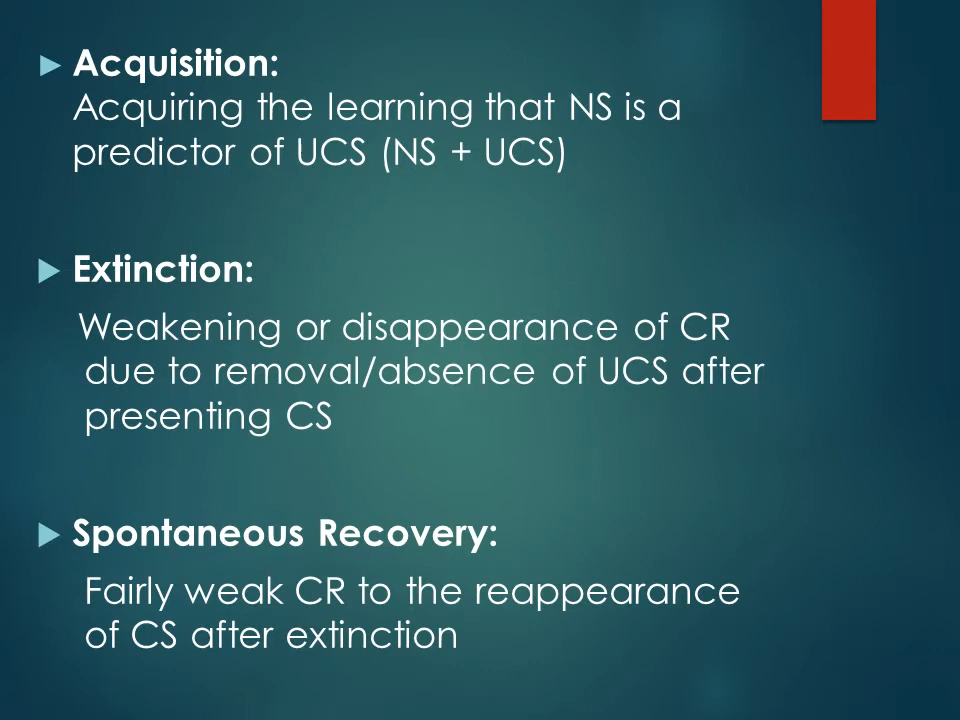 Acquisition:
Acquiring the learning that NS is a
predictor of UCS (NS + UCS)
Extinction:
Weakening or disappearance of CR
due to removal/absence of UCS after
presenting CS
Spontaneous Recovery:
Fairly weak CR to the reappearance
of CS after extinction